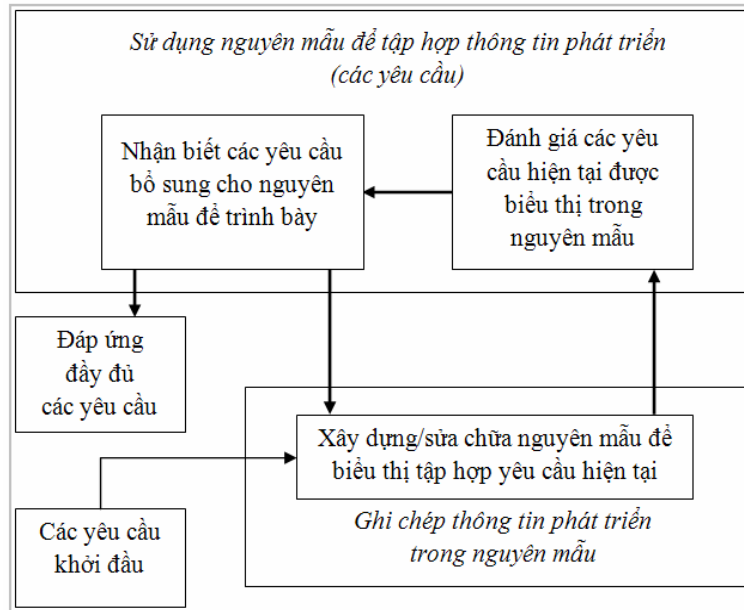 Sử dụng nguyên mẫu để tập hợp thông tin phát triển
(các yêu cầu)
Nhận biết các yêu cầu
bổ sung cho nguyên
mẫu để trình bày
Đánh giá các yêu
cầu hiện tại được
biểu thị trong
nguyên mẫu
Đáp ứng
đầy đủ
các yêu cầu
Xây dựng/sửa chữa nguyên mẫu để
biểu thị tập hợp yêu cầu hiện tại
Ghi chép thông tin phát triển
trong nguyên mẫu
Các yêu cầu
khởi đầu